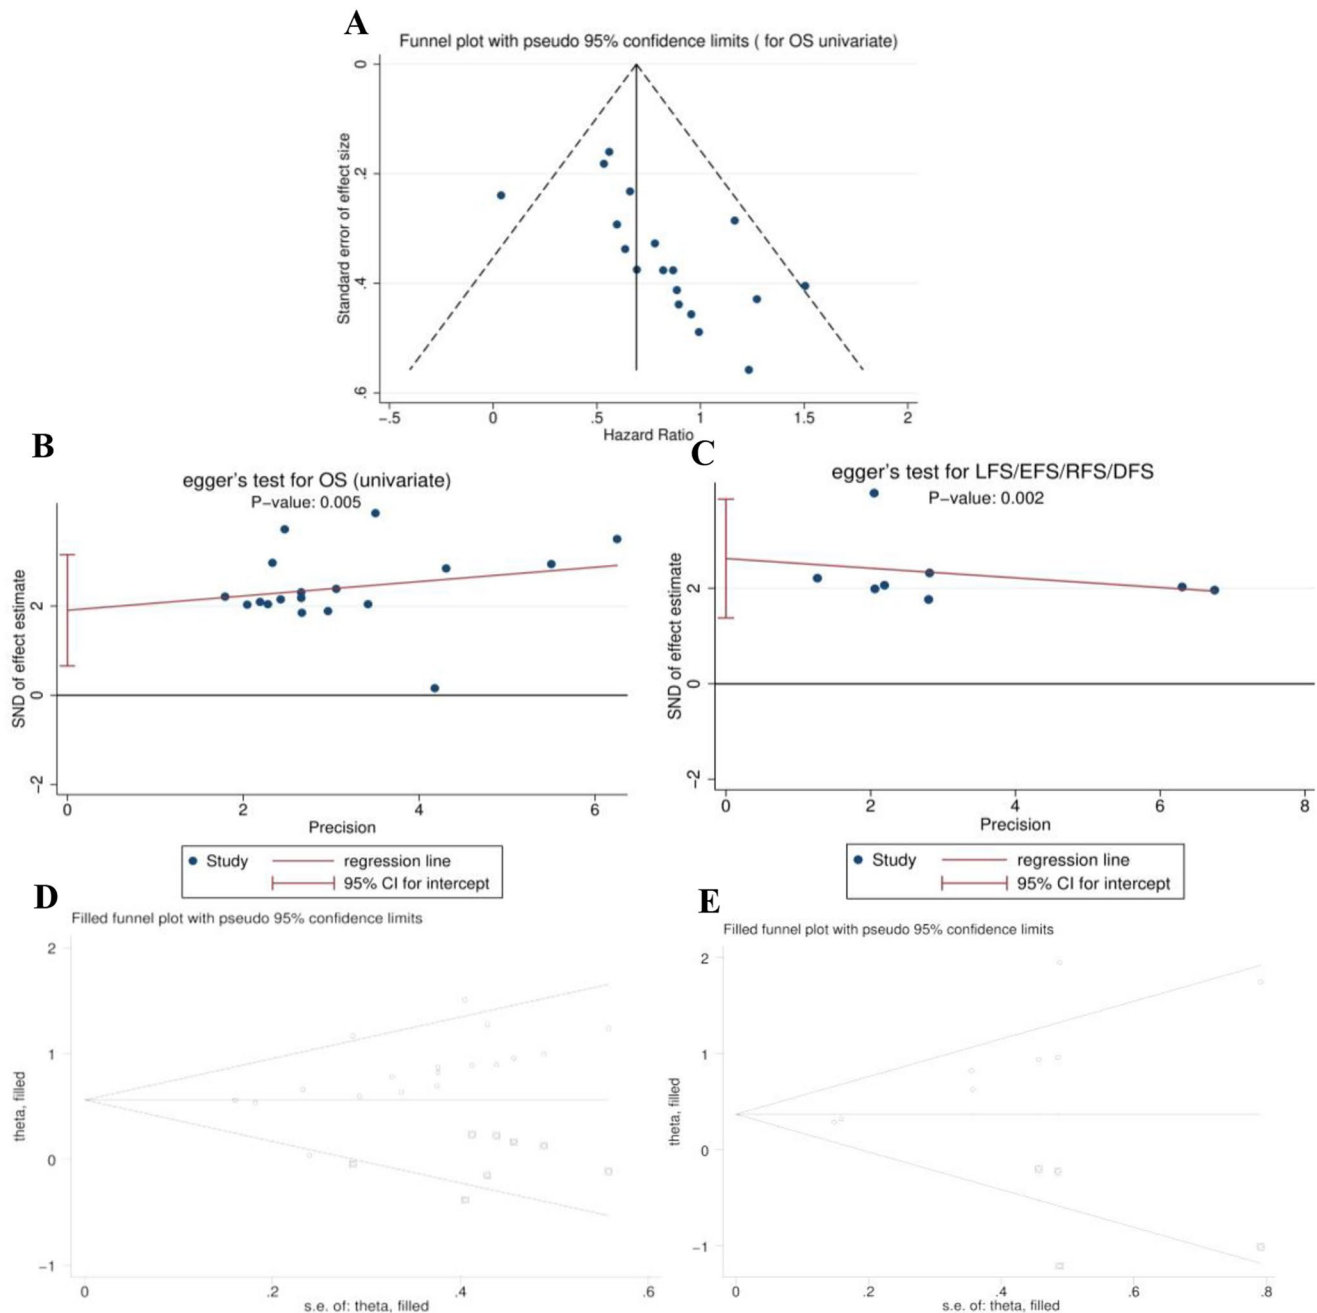 A
Funnel plot with pseudo 95% confidence limits ( for OS univariate)
Standard error of effect size
0
.2
.4
.6
−.5
0
.5
1
1.5
2
Hazard Ratio
B
egger's test for OS (univariate)
P−value: 0.005
SND of effect estimate
2
0
−2
0
2
4
6
Precision
Study
regression line
95% CI for intercept
C
egger's test for LFS/EFS/RFS/DFS
P−value: 0.002
SND of effect estimate
2
0
−2
0
2
4
6
8
Precision
Study
regression line
95% CI for intercept
D
Filled funnel plot with pseudo 95% confidence limits
theta, filled
2
1
0
−1
0
.2
.4
.6
s.e. of: theta, filled
E
Filled funnel plot with pseudo 95% confidence limits
theta, filled
2
1
0
−1
0
.2
.4
.6
.8
s.e. of: theta, filled